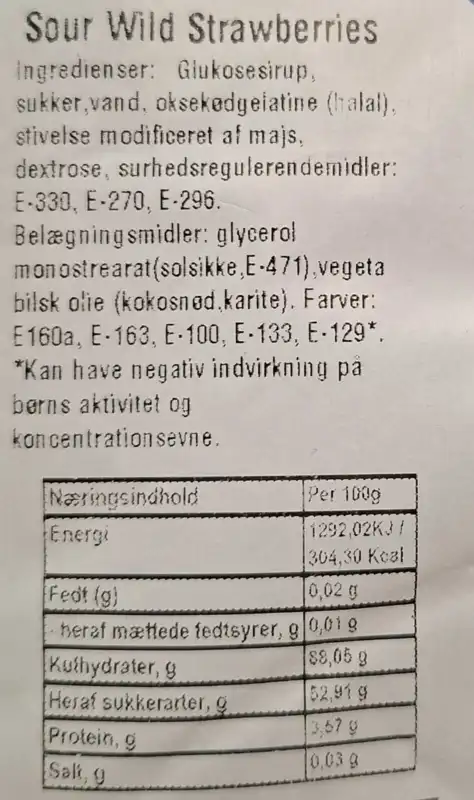 Sour Wild Strawberries
Ingredienser: Glukosesirup,
sukker,vand, oksekødgelatine (halal),
stivelse modificeret af majs,
dextrose, surhedsregulerendemidler:
E-330, E-270, E-296.
Belægningsmidler: glycerol
monostrearat(solsikke,E-471),vegeta
bilsk olie (kokosnød,karite). Farver:
E160a, E-163, E-100, E-133, E-129*.
*Kan have negativ indvirkning på
børns aktivitet og
koncentrationsevne.
Næringsindhold Per 100g
Energi 1292,02KJ /
304,30 Kcal
Fedt (g) 0,02 g
- heraf mættede fedtsyrer, g 0,01 g
Kulhydrater, g 88,05 g
Heraf sukkerarter, g 52,91 g
Protein, g 3,67 g
Salt, g 0,03 g